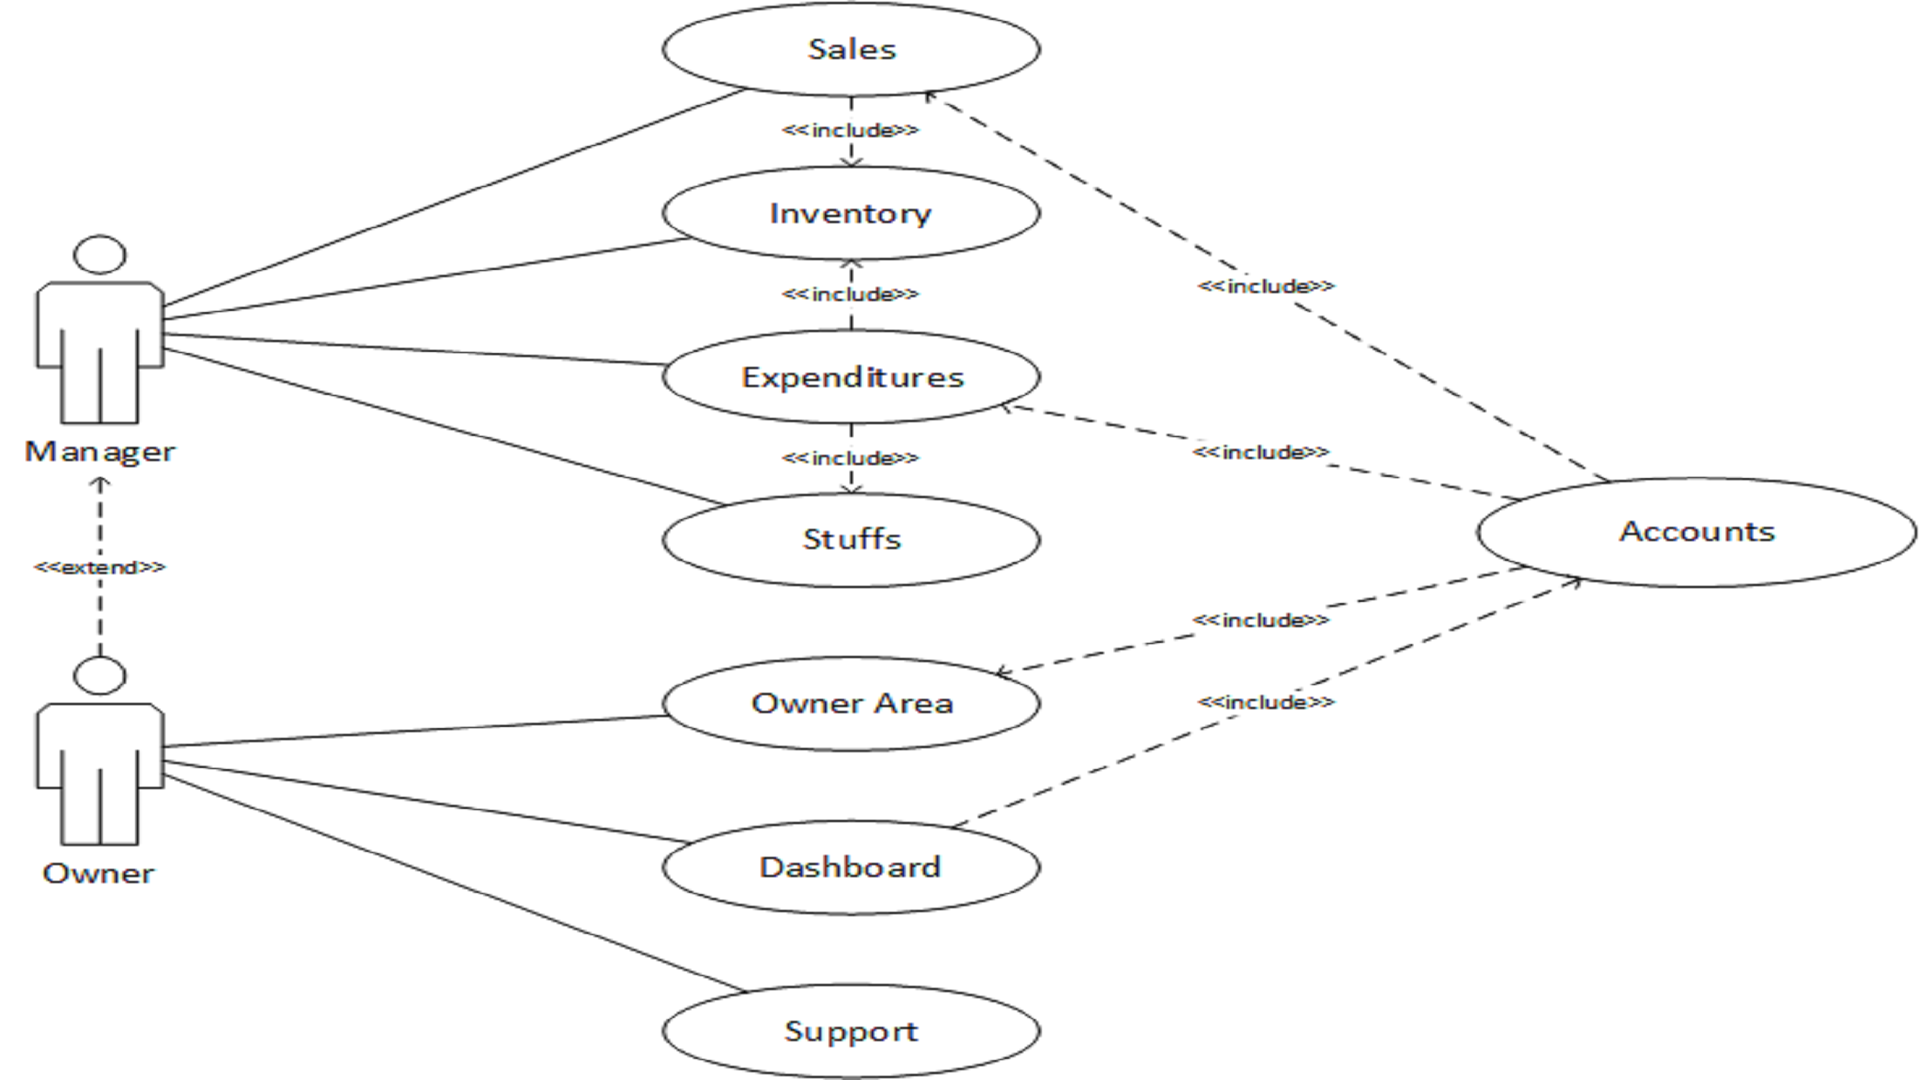 Sales
<<include>>
Inventory
<<include>>
<<include>>
Expenditures
Manager
<<include>>
<<include>>
Stuffs
Accounts
<<extend>>
<<include>>
Owner Area
<<include>>
Dashboard
Owner
Support